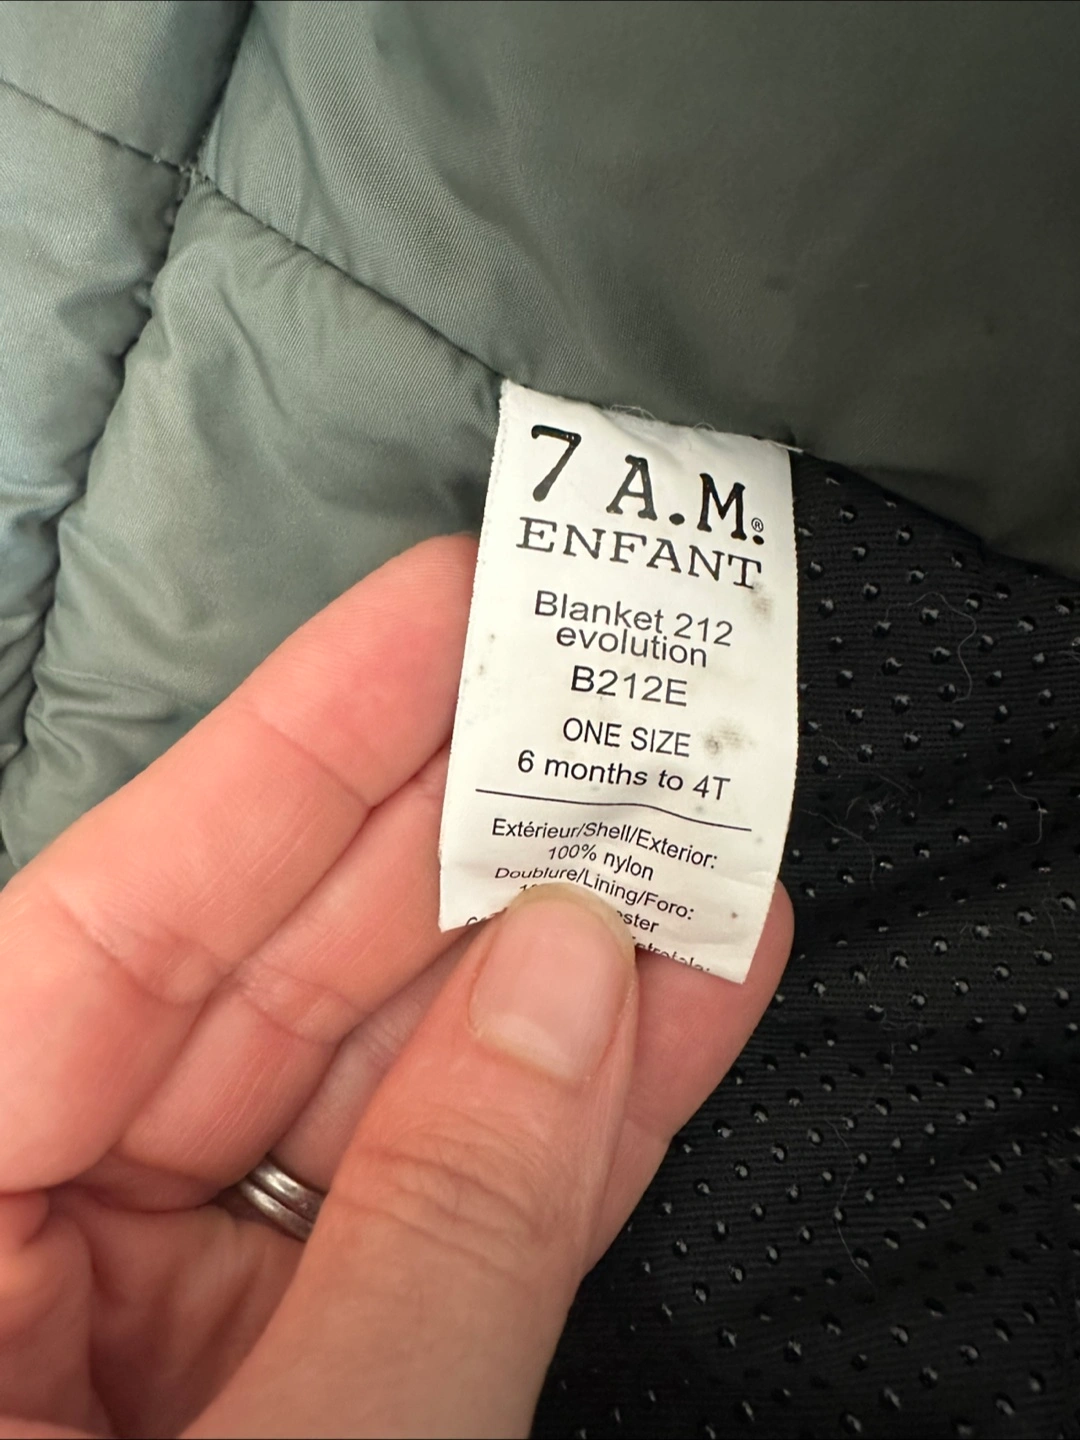 7 A.M.®
ENFANT
Blanket 212
evolution
B212E
ONE SIZE
6 months to 4T
Extérieur/Shell/Exterior:
100% nylon
Doublure/Lining/Foro: